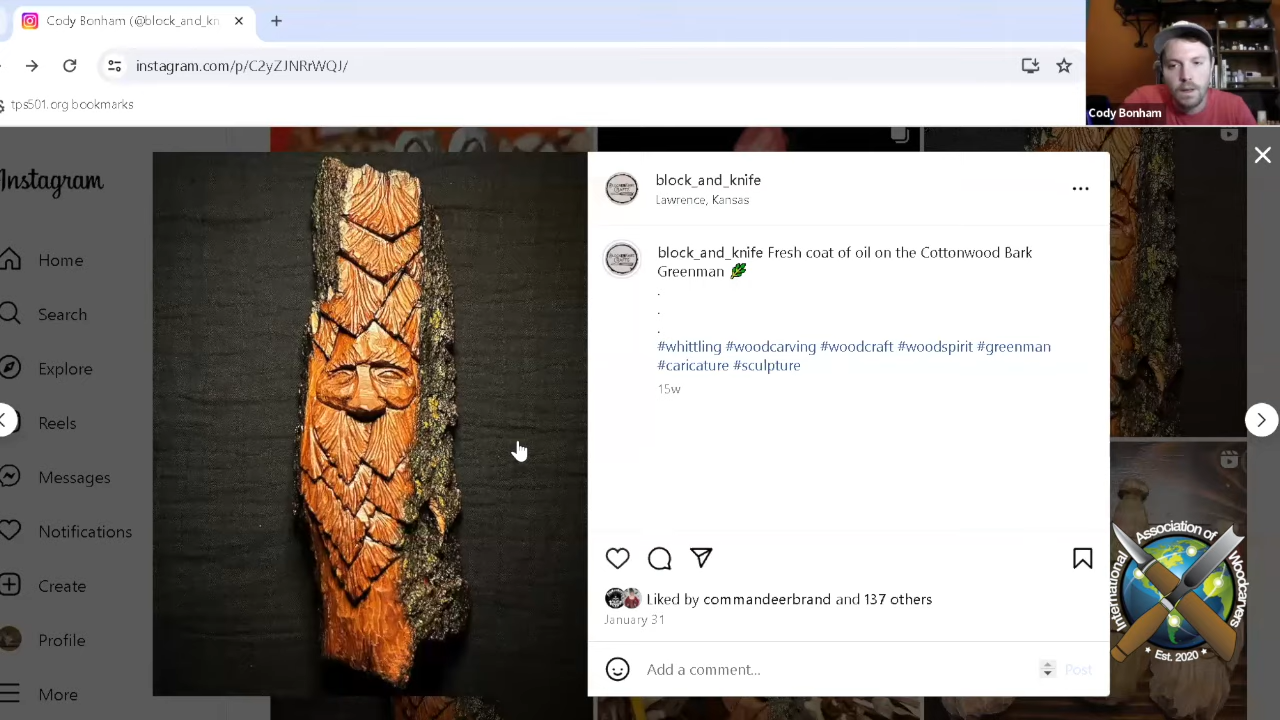 Cody Bonham (@block_and_kn
instagram.com/p/C2yZJNRrWQJ/
tps501.org bookmarks
Cody Bonham
Instagram
Home
Search
Explore
Reels
Messages
Notifications
Create
Profile
More
block_and_knife
Lawrence, Kansas
block_and_knife Fresh coat of oil on the Cottonwood Bark
Greenman
.
.
.
#whittling #woodcarving #woodcraft #woodspirit #greenman
#caricature #sculpture
15w
Liked by commandeerbrand and 137 others
January 31
Add a comment...
Post
International Association of Woodcarvers
Est. 2020